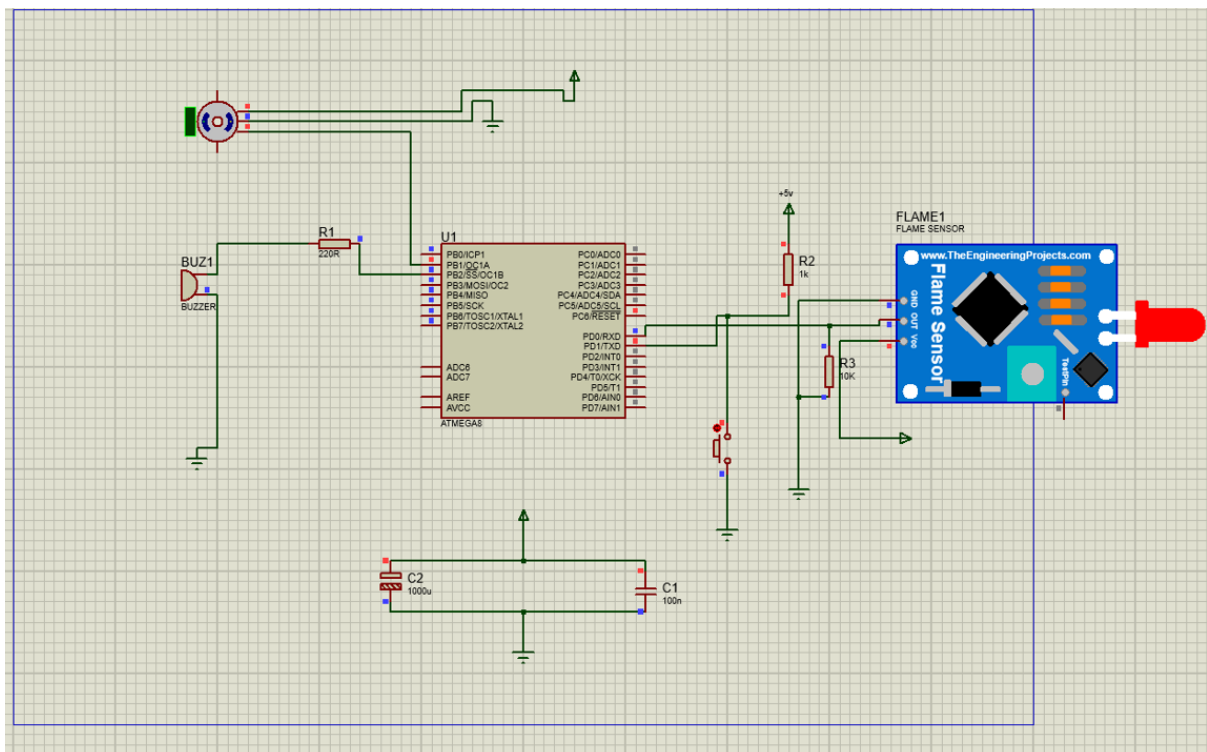 +5v
R1
220R
BUZ1
BUZZER
U1
PB0/ICP1
PB1/OC1A
PB2/SS/OC1B
PB3/MOSI/OC2
PB4/MISO
PB5/SCK
PB6/TOSC1/XTAL1
PB7/TOSC2/XTAL2
ADC6
ADC7
AREF
AVCC
PC0/ADC0
PC1/ADC1
PC2/ADC2
PC3/ADC3
PC4/ADC4/SDA
PC5/ADC5/SCL
PC6/RESET
PD0/RXD
PD1/TXD
PD2/INT0
PD3/INT1
PD4/T0/XCK
PD5/T1
PD6/AIN0
PD7/AIN1
ATMEGA8
R2
1k
R3
10K
FLAME1
FLAME SENSOR
www.TheEngineeringProjects.com
Flame Sensor
GND
OUT
Vcc
TestPin
C2
1000u
C1
100n